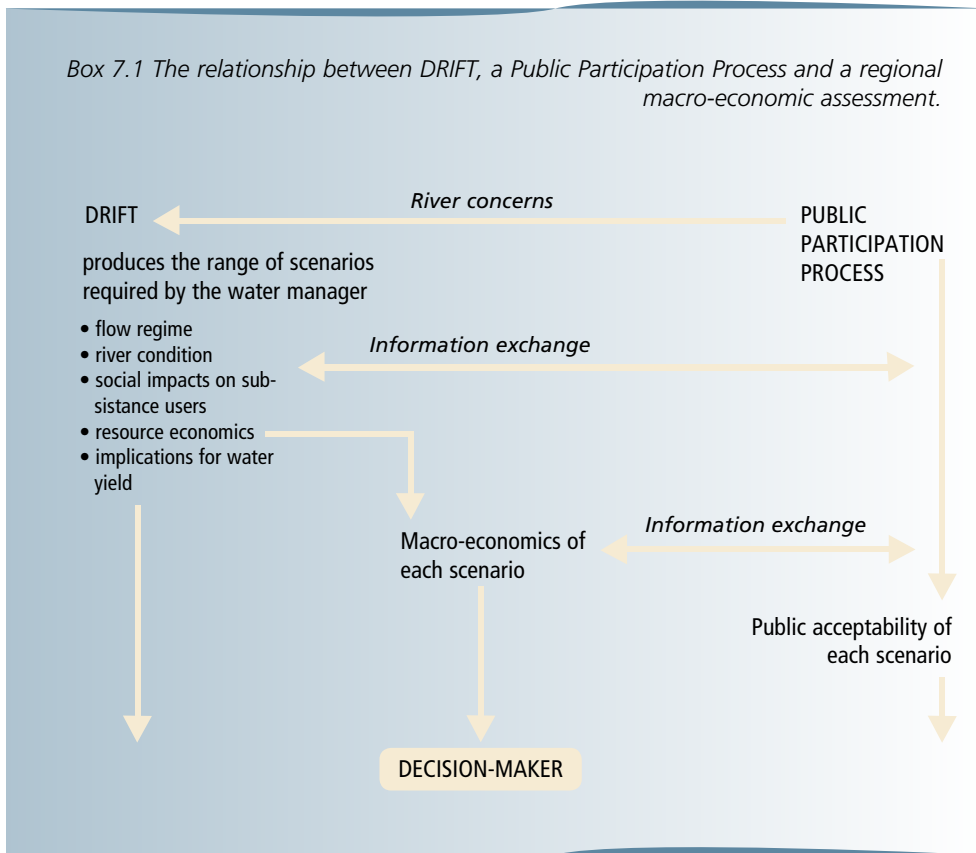 Box 7.1 The relationship between DRIFT, a Public Participation Process and a regional
macro-economic assessment.
River concerns
DRIFT
PUBLIC
PARTICIPATION
PROCESS
produces the range of scenarios
required by the water manager
• flow regime
• river condition
• social impacts on sub-
sistance users
• resource economics
• implications for water
yield
Information exchange
Information exchange
Macro-economics of
each scenario
Public acceptability of
each scenario
DECISION-MAKER